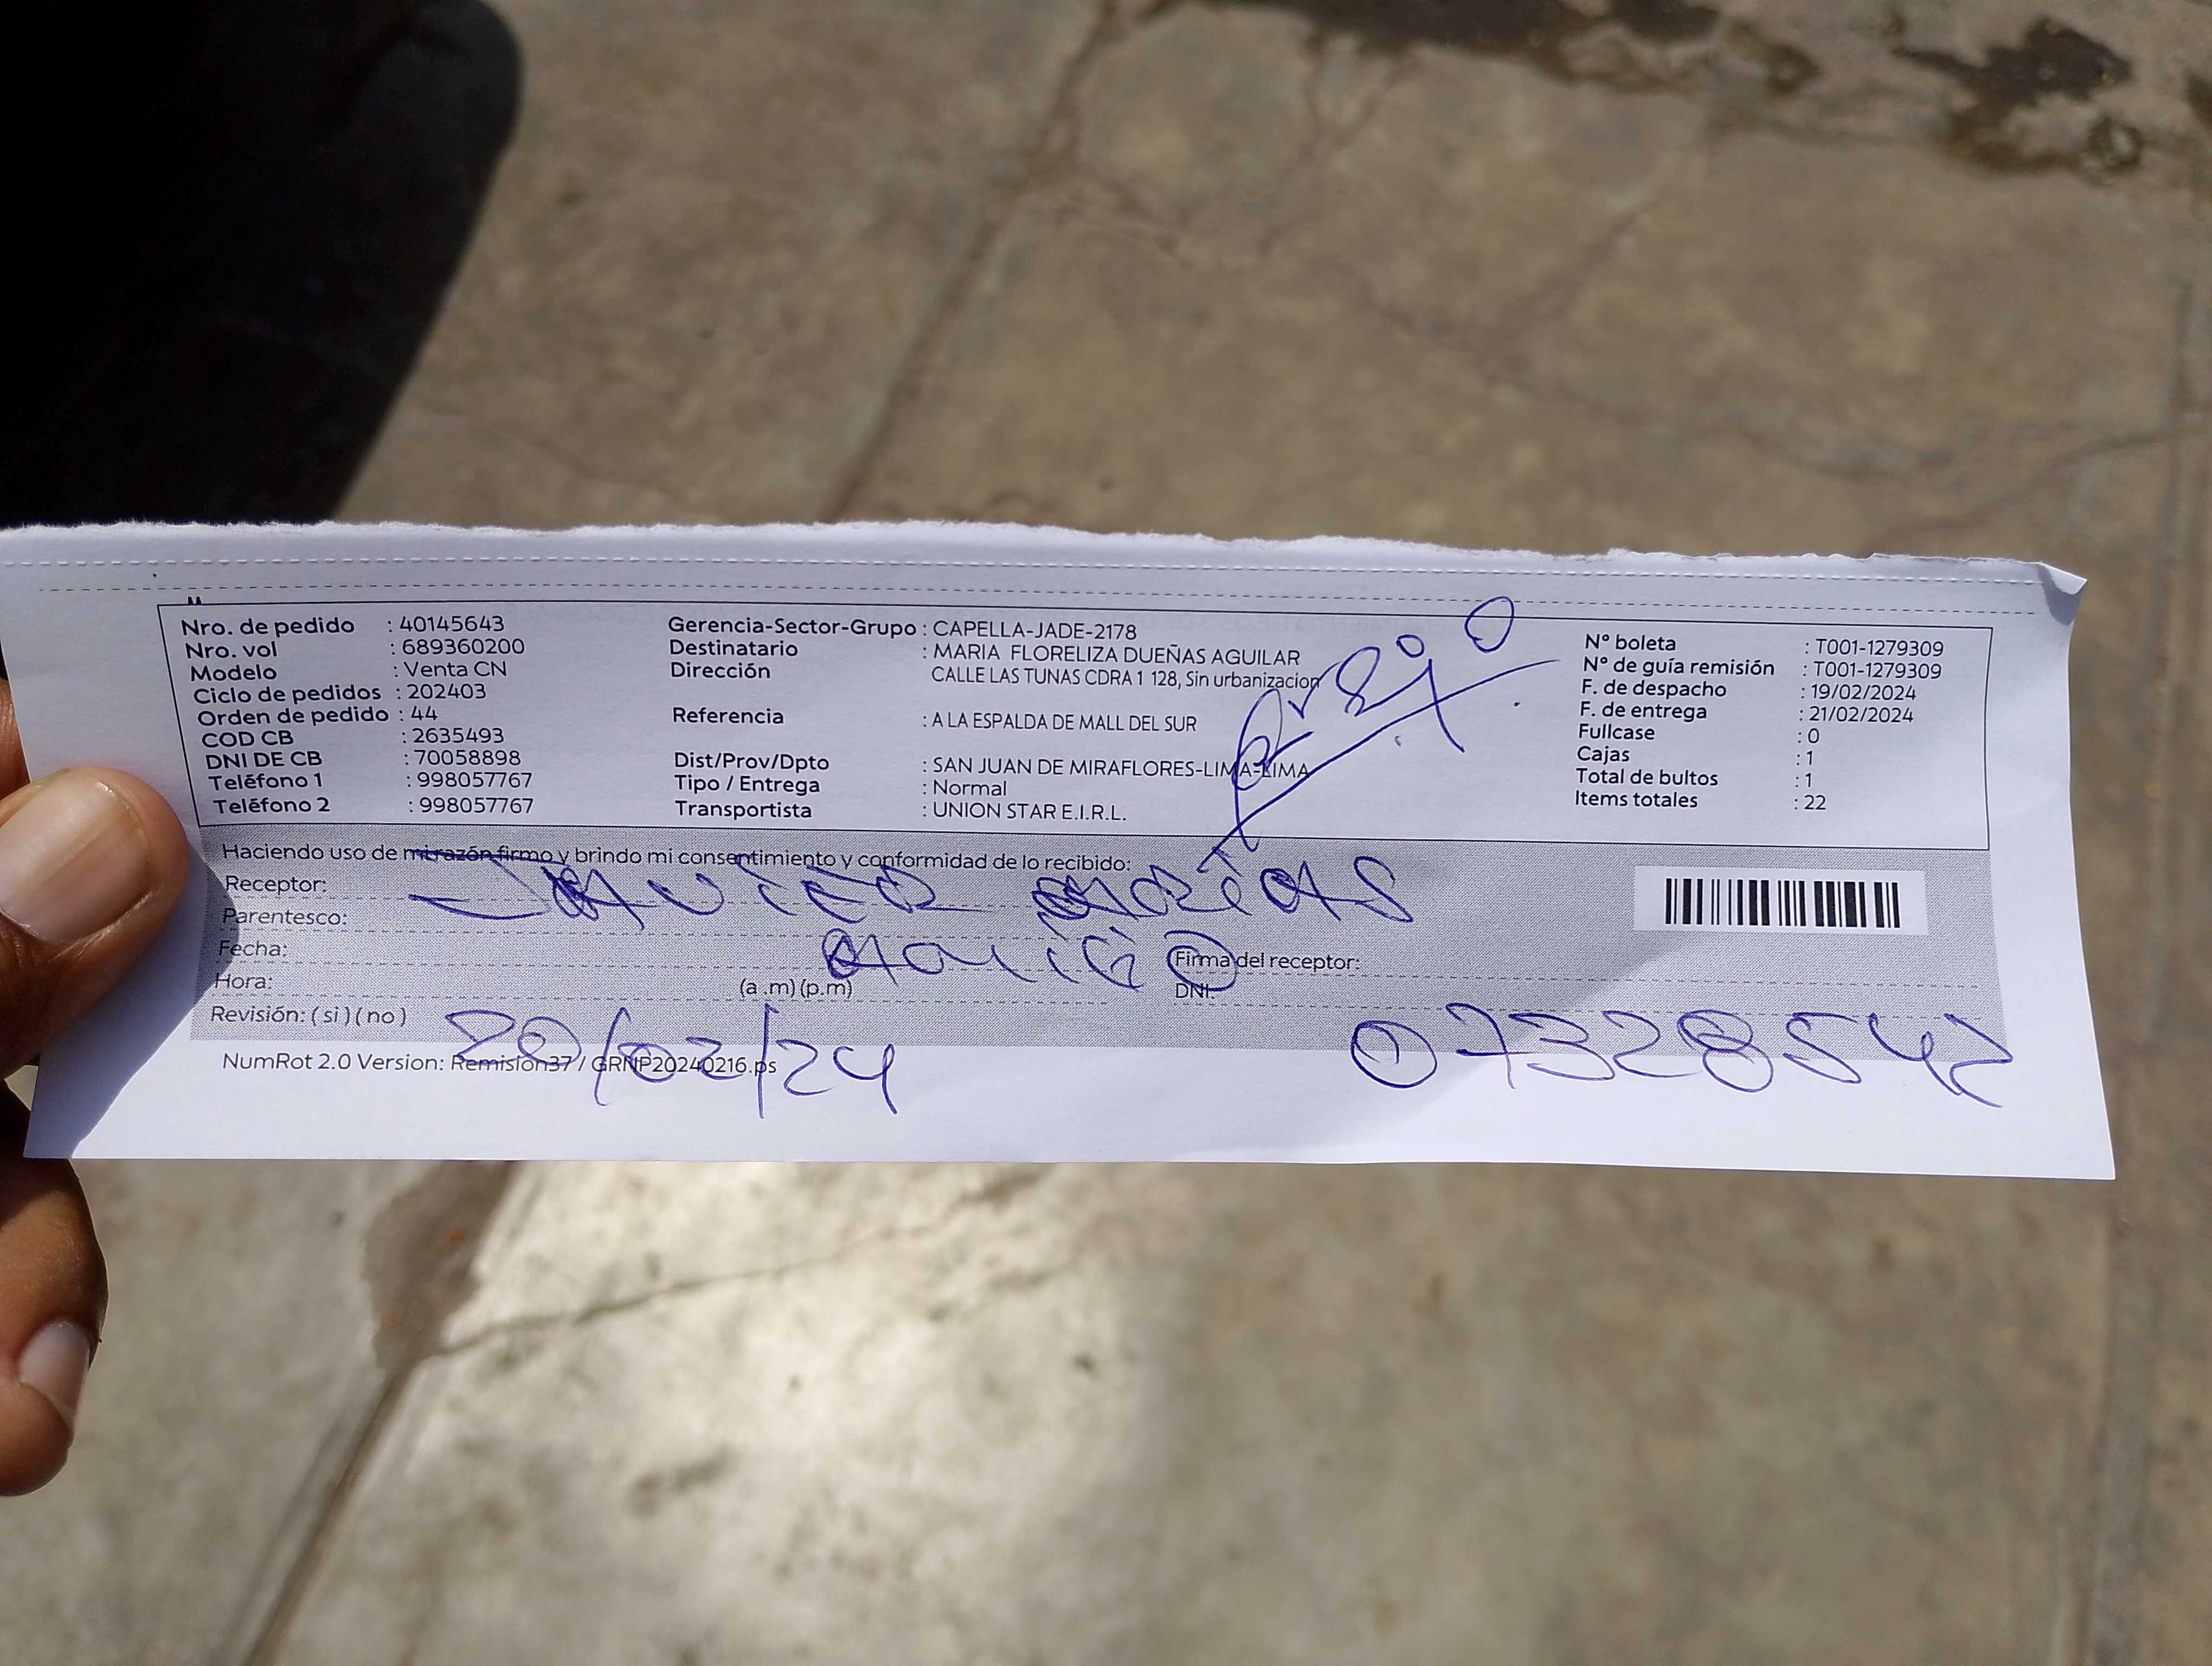 Nro. de pedido : 40145643
Nro. vol : 689360200
Modelo : Venta CN
Ciclo de pedidos : 202403
Orden de pedido : 44
COD CB : 2635493
DNI DE CB : 70058898
Teléfono 1 : 998057767
Teléfono 2 : 998057767
Gerencia-Sector-Grupo : CAPELLA-JADE-2178
Destinatario : MARIA FLORELIZA DUEÑAS AGUILAR
Dirección CALLE LAS TUNAS CDRA 1 128, Sin urbanizacion
Referencia : A LA ESPALDA DE MALL DEL SUR
Dist/Prov/Dpto : SAN JUAN DE MIRAFLORES-LIMA-LIMA
Tipo / Entrega : Normal
Transportista : UNION STAR E.I.R.L.
N° boleta : T001-1279309
N° de guía remisión : T001-1279309
F. de despacho : 19/02/2024
F. de entrega : 21/02/2024
Fullcase : 0
Cajas : 1
Total de bultos : 1
Items totales : 22
Haciendo uso de mi razón firmo y brindo mi consentimiento y conformidad de lo recibido:
Receptor: JAVIER ARIAS
Parentesco: AMIGO
Fecha:
Firma del receptor:
Hora: (a .m) (p.m)
DNI:
Revisión: ( si ) ( no ) 20/02/24 07328542
NumRot 2.0 Version: Remision37 / GRNP20240216.ps